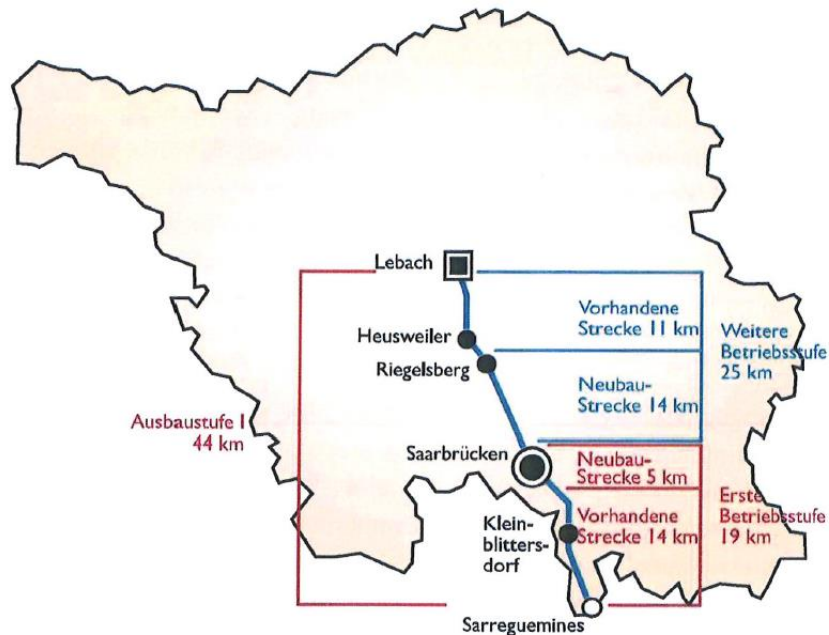 Lebach
Vorhandene
Strecke 11 km
Heusweiler
Weitere
Betriebsstufe
25 km
Riegelsberg
Neubau-
Strecke 14 km
Ausbaustufe I
44 km
Saarbrücken
Neubau-
Strecke 5 km
Erste
Betriebsstufe
19 km
Klein-
blitters-
dorf
Vorhandene
Strecke 14 km
Sarreguemines